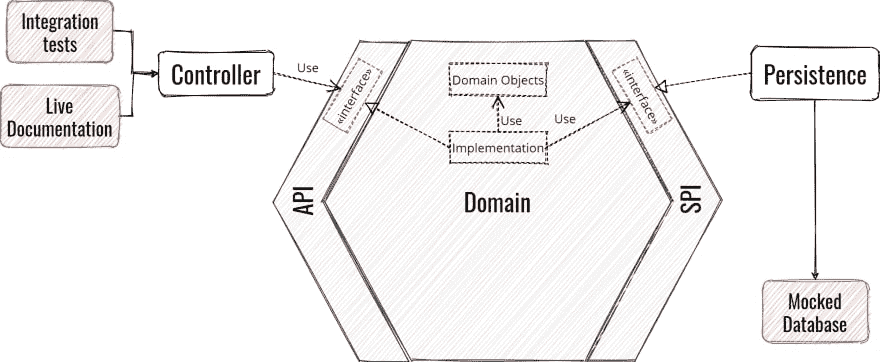 Integration
tests
Live
Documentation
Controller
Use
«interface»
API
Domain Objects
Use
Use
Implementation
Domain
«interface»
SPI
Persistence
Mocked
Database